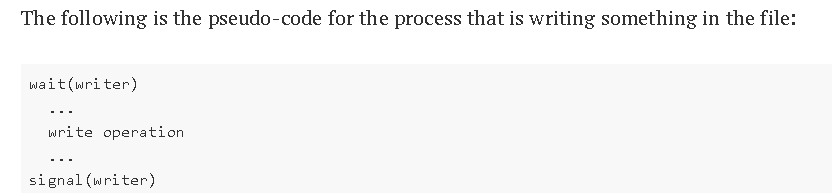 The following is the pseudo-code for the process that is writing something in the file:
wait(writer)
...
write operation
...
signal(writer)